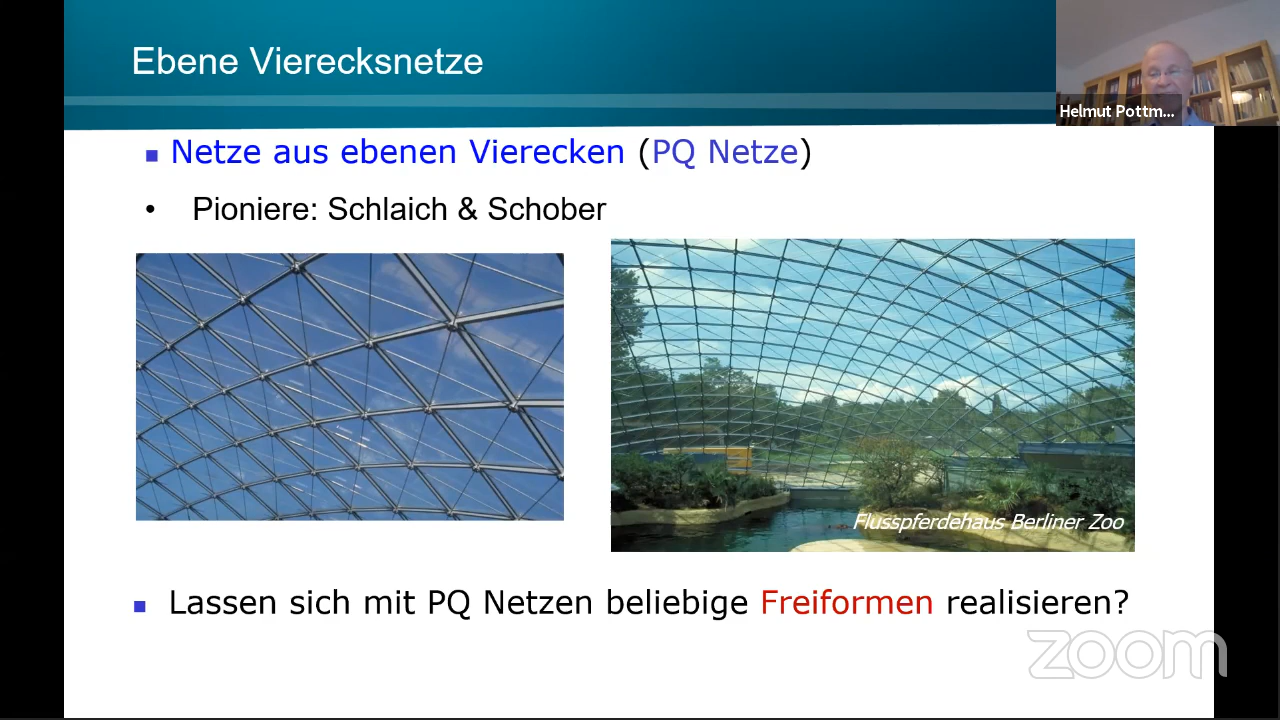 Ebene Vierecksnetze
Helmut Pottm...
Netze aus ebenen Vierecken (PQ Netze)
Pioniere: Schlaich & Schober
Flusspferdehaus Berliner Zoo
Lassen sich mit PQ Netzen beliebige Freiformen realisieren?
zoom